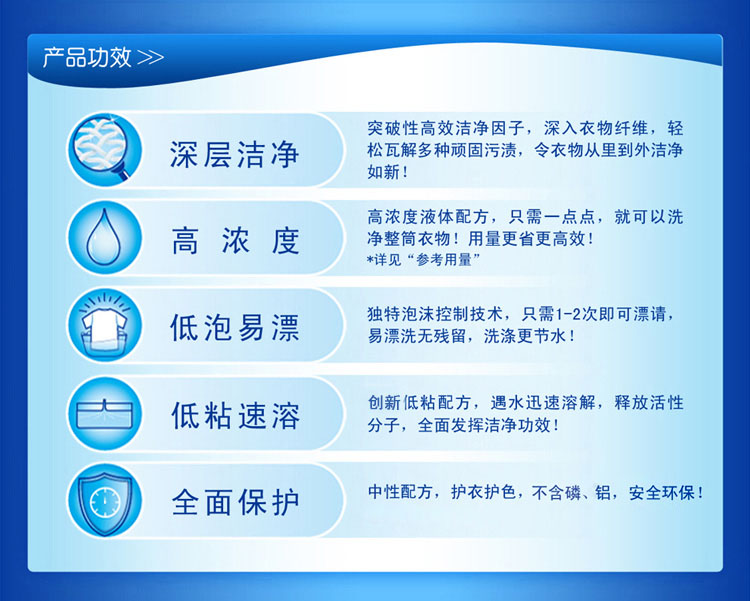 产品功效 >>
深层洁净
突破性高效洁净因子，深入衣物纤维，轻
松瓦解多种顽固污渍，令衣物从里到外洁净
如新！
高浓度
高浓度液体配方，只需一点点，就可以洗
净整筒衣物！用量更省更高效！
*详见“参考用量”
低泡易漂
独特泡沫控制技术，只需1-2次即可漂请，
易漂洗无残留，洗涤更节水！
低粘速溶
创新低粘配方，遇水迅速溶解，释放活性
分子，全面发挥洁净功效！
全面保护
中性配方，护衣护色，不含磷、铝，安全环保！